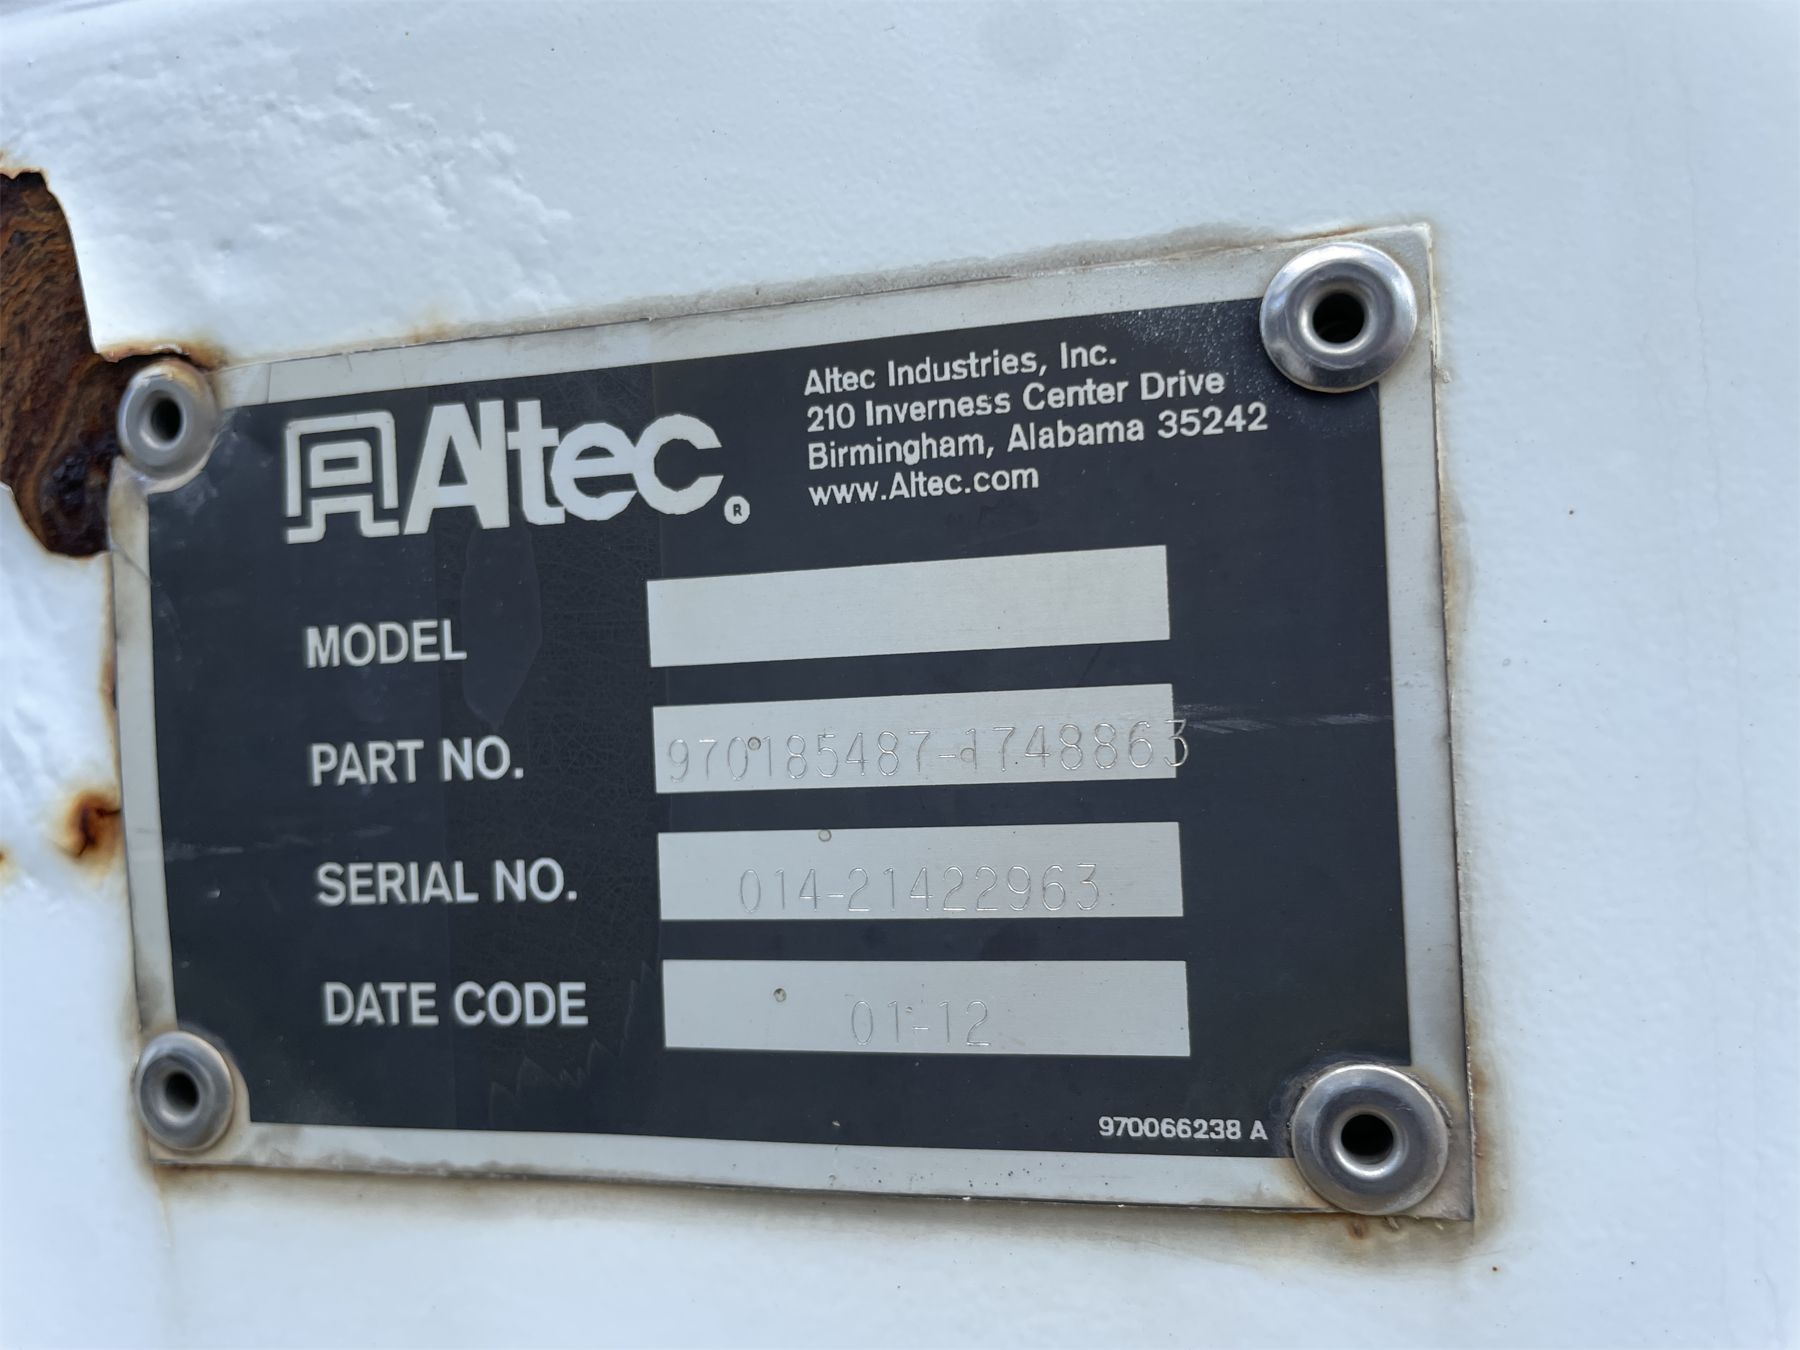 Altec®
Altec Industries, Inc.
210 Inverness Center Drive
Birmingham, Alabama 35242
www.Altec.com
MODEL
PART NO. 970185487-1748863
SERIAL NO. 014-21422963
DATE CODE 01-12
970066238 A